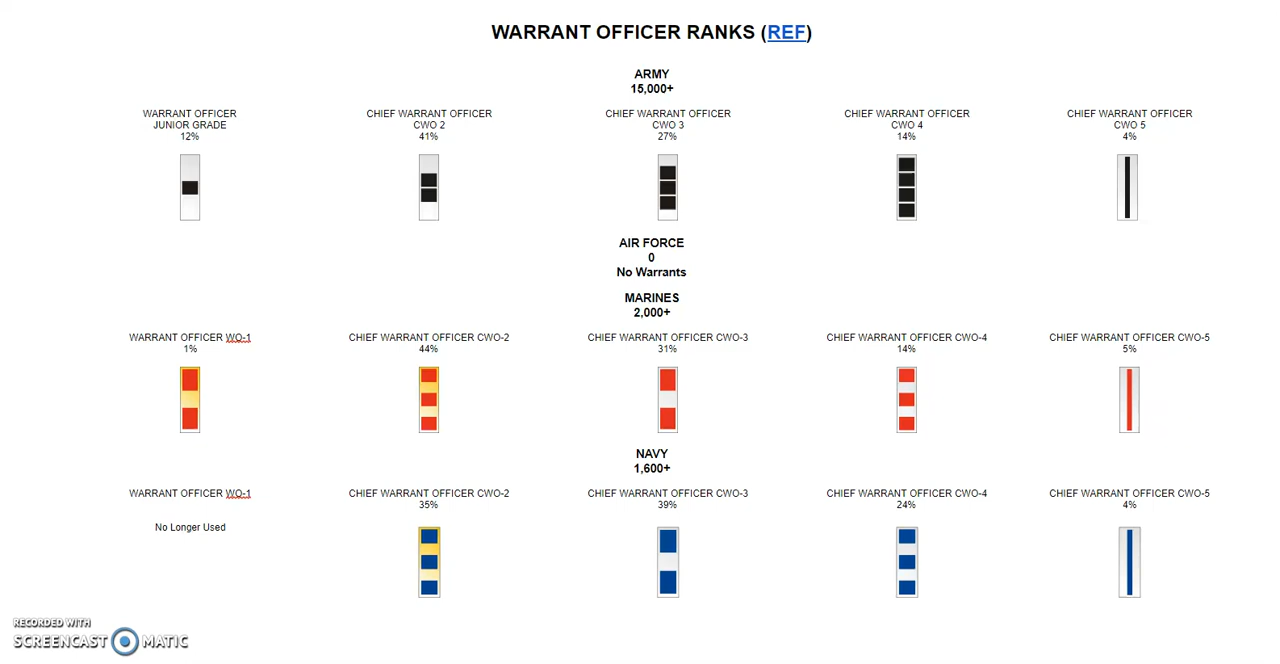 WARRANT OFFICER RANKS (REF)
ARMY
15,000+
WARRANT OFFICER
JUNIOR GRADE
12%
CHIEF WARRANT OFFICER
CWO 2
41%
CHIEF WARRANT OFFICER
CWO 3
27%
CHIEF WARRANT OFFICER
CWO 4
14%
CHIEF WARRANT OFFICER
CWO 5
4%
AIR FORCE
0
No Warrants
MARINES
2,000+
WARRANT OFFICER WO-1
1%
CHIEF WARRANT OFFICER CWO-2
44%
CHIEF WARRANT OFFICER CWO-3
31%
CHIEF WARRANT OFFICER CWO-4
14%
CHIEF WARRANT OFFICER CWO-5
5%
NAVY
1,600+
WARRANT OFFICER WO-1
No Longer Used
CHIEF WARRANT OFFICER CWO-2
35%
CHIEF WARRANT OFFICER CWO-3
39%
CHIEF WARRANT OFFICER CWO-4
24%
CHIEF WARRANT OFFICER CWO-5
4%
RECORDED WITH
SCREENCAST MATIC